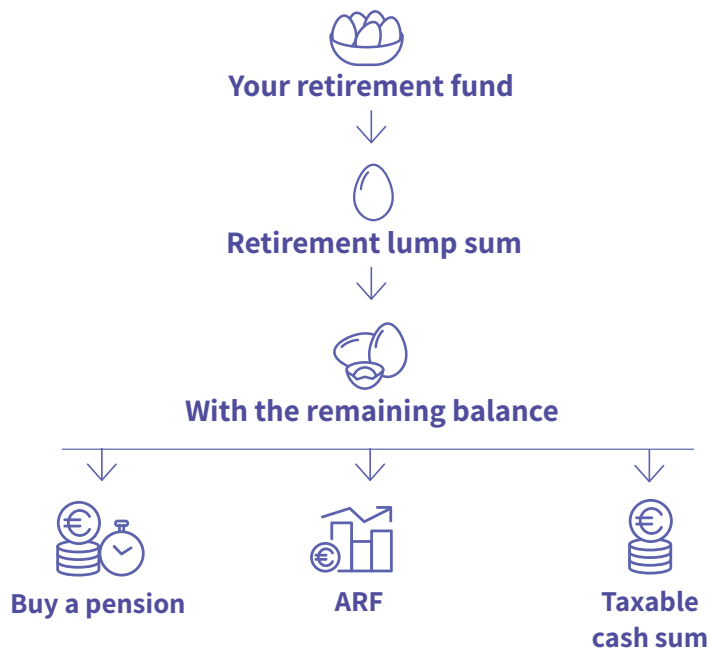 Your retirement fund
Retirement lump sum
With the remaining balance
Buy a pension
ARF
Taxable
cash sum